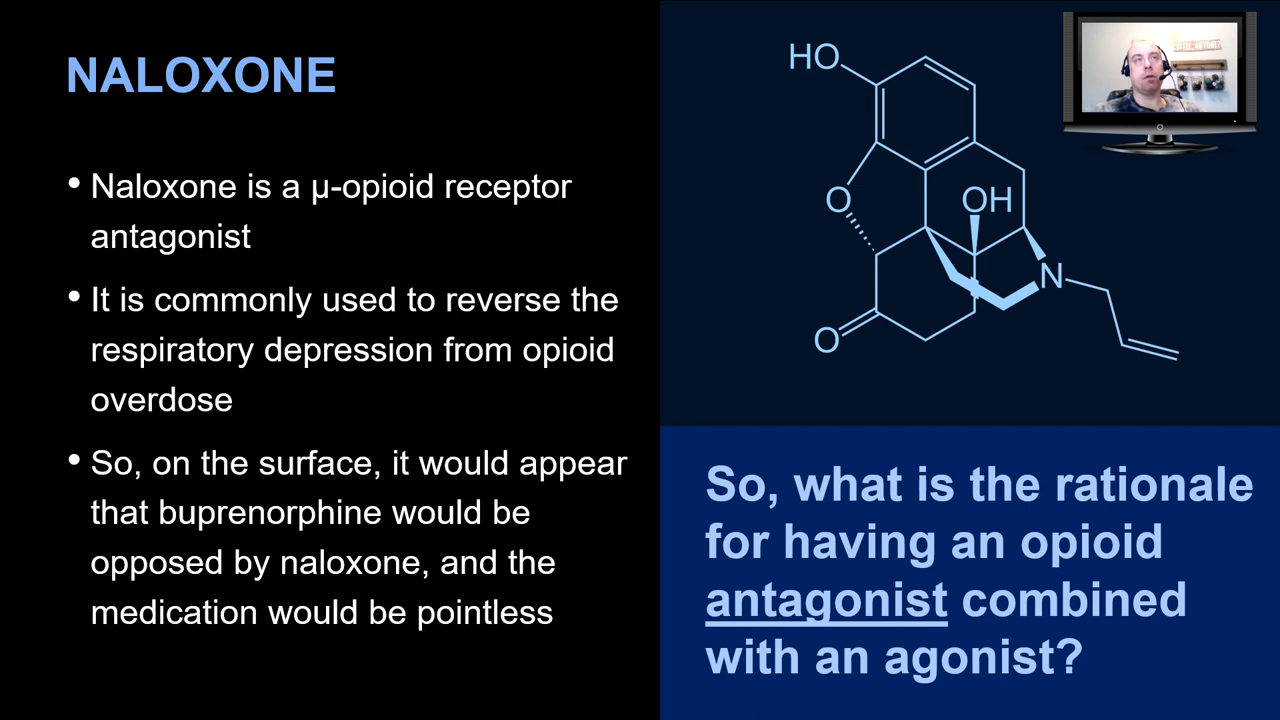 NALOXONE
• Naloxone is a μ-opioid receptor
antagonist
• It is commonly used to reverse the
respiratory depression from opioid
overdose
• So, on the surface, it would appear
that buprenorphine would be
opposed by naloxone, and the
medication would be pointless
HO
O
OH
N
O
So, what is the rationale
for having an opioid
antagonist combined
with an agonist?